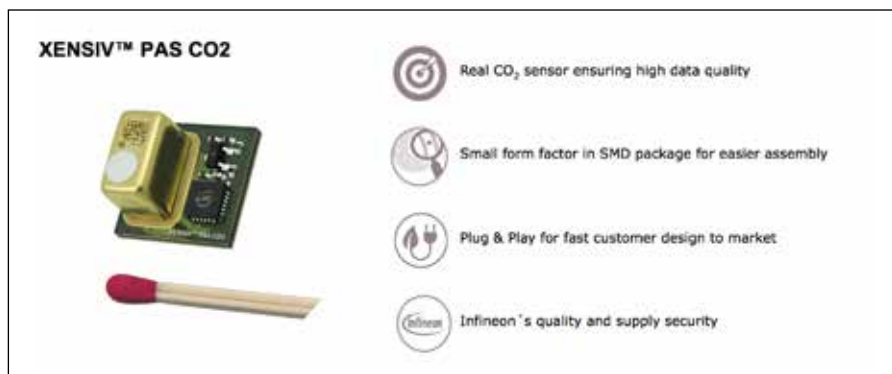 XENSIV™ PAS CO2
Real CO₂ sensor ensuring high data quality
Small form factor in SMD package for easier assembly
Plug & Play for fast customer design to market
infineon
Infineon´s quality and supply security